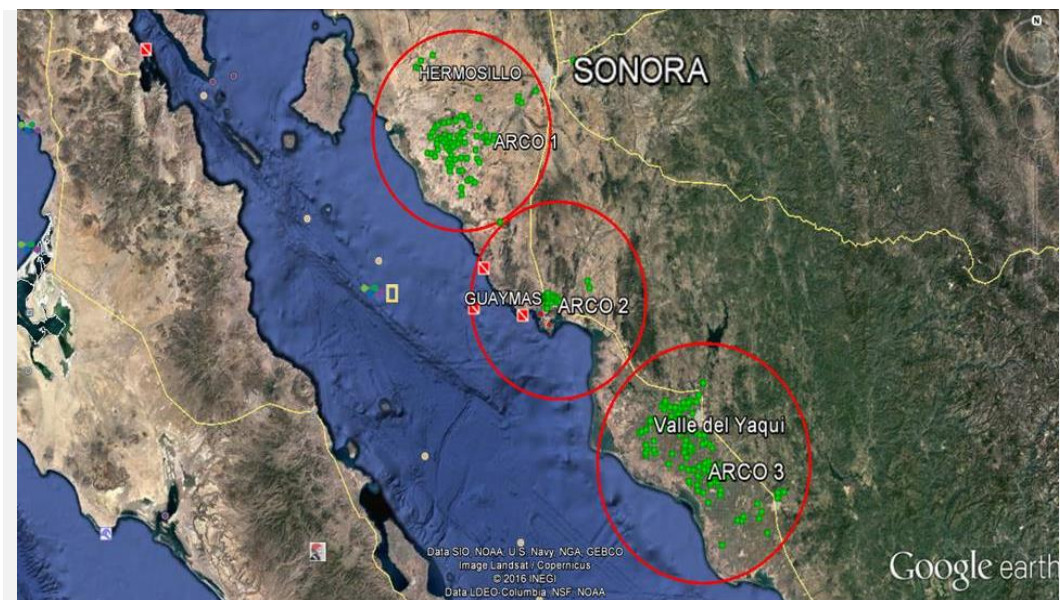 N
HERMOSILLO
SONORA
ARCO 1
GUAYMAS
ARCO 2
Valle del Yaqui
ARCO 3
Data SIO, NOAA, U.S. Navy, NGA, GEBCO
Image Landsat / Copernicus
© 2016 INEGI
Data LDEO-Columbia, NSF, NOAA
Google earth